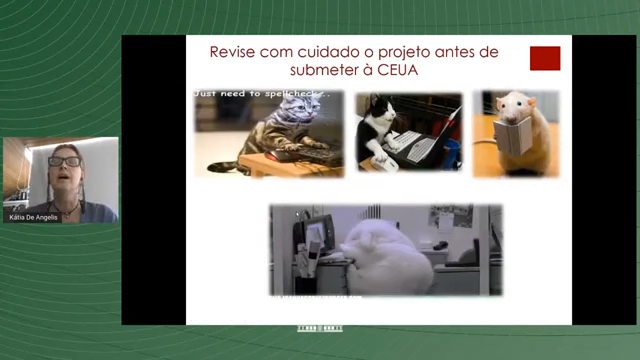 Revise com cuidado o projeto antes de
submeter à CEUA
Just need to spellcheck...
Kátia De Angelis